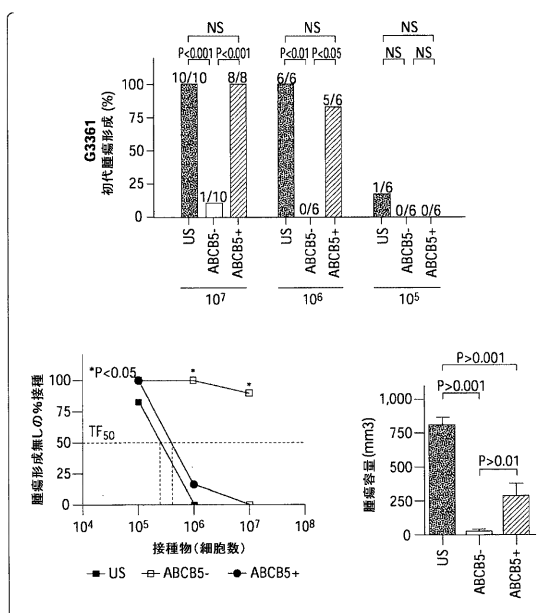 NS
P<0.001 P<0.001
NS
P<0.01 P<0.05
NS
NS NS
G3361
初代腫瘍形成(%)
100
75
50
25
0
10/10
1/10
8/8
6/6
0/6
5/6
1/6
0/6
0/6
US
ABCB5-
ABCB5+
US
ABCB5-
ABCB5+
US
ABCB5-
ABCB5+
10⁷
10⁶
10⁵
腫瘍形成無しの%接種
*P<0.05
*
*
100
75
TF₅₀
50
25
0
10⁴ 10⁵ 10⁶ 10⁷ 10⁸
接種物(細胞数)
US ABCB5- ABCB5+
P>0.001
P>0.001
P>0.01
腫瘍容量(mm3)
1,000
750
500
250
0
US
ABCB5-
ABCB5+